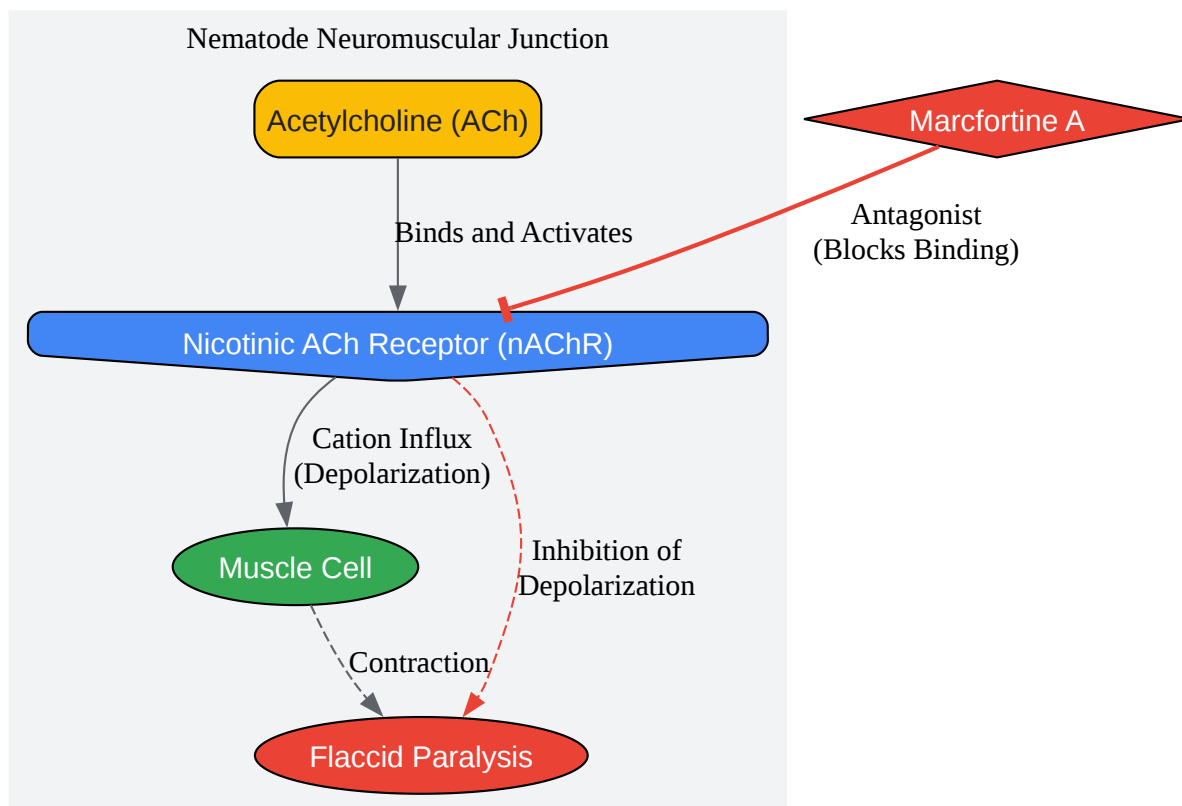 Nematode Neuromuscular Junction
Acetylcholine (ACh)
Marcfortine A
Binds and Activates
Antagonist
(Blocks Binding)
Nicotinic ACh Receptor (nAChR)
Cation Influx
(Depolarization)
Muscle Cell
Inhibition of
Depolarization
Contraction
Flaccid Paralysis